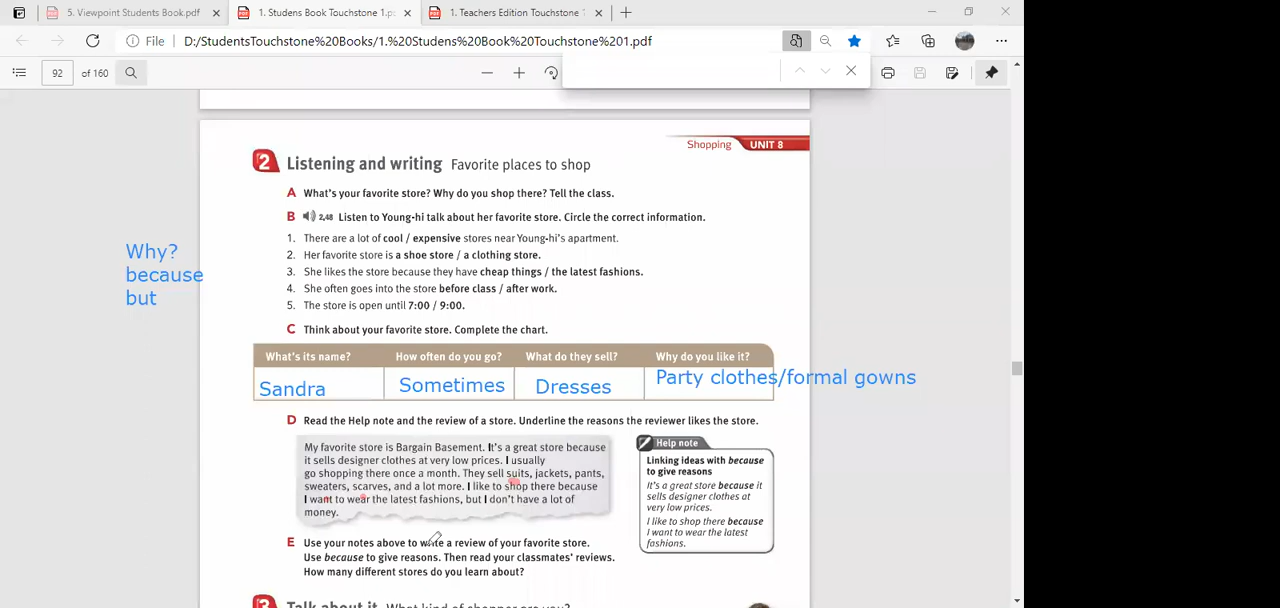 5. Viewpoint Students Book.pdf
1. Studens Book Touchstone 1.pc
1. Teachers Edition Touchstone 1
File D:/StudentsTouchstone%20Books/1.%20Studens%20Book%20Touchstone%201.pdf
92 of 160
Shopping UNIT 8
2 Listening and writing Favorite places to shop
A What's your favorite store? Why do you shop there? Tell the class.
B 2.48 Listen to Young-hi talk about her favorite store. Circle the correct information.
1. There are a lot of cool / expensive stores near Young-hi's apartment.
2. Her favorite store is a shoe store / a clothing store.
3. She likes the store because they have cheap things / the latest fashions.
4. She often goes into the store before class / after work.
5. The store is open until 7:00 / 9:00.
Why?
because
but
C Think about your favorite store. Complete the chart.
What's its name? How often do you go? What do they sell? Why do you like it?
Sandra Sometimes Dresses Party clothes/formal gowns
D Read the Help note and the review of a store. Underline the reasons the reviewer likes the store.
My favorite store is Bargain Basement. It's a great store because
it sells designer clothes at very low prices. I usually
go shopping there once a month. They sell suits, jackets, pants,
sweaters, scarves, and a lot more. I like to shop there because
I want to wear the latest fashions, but I don't have a lot of
money.
Help note
Linking ideas with because
to give reasons
It's a great store because it
sells designer clothes at
very low prices.
I like to shop there because
I want to wear the latest
fashions.
E Use your notes above to write a review of your favorite store.
Use because to give reasons. Then read your classmates' reviews.
How many different stores do you learn about?
3 Talk about it What kind of shopper are you?